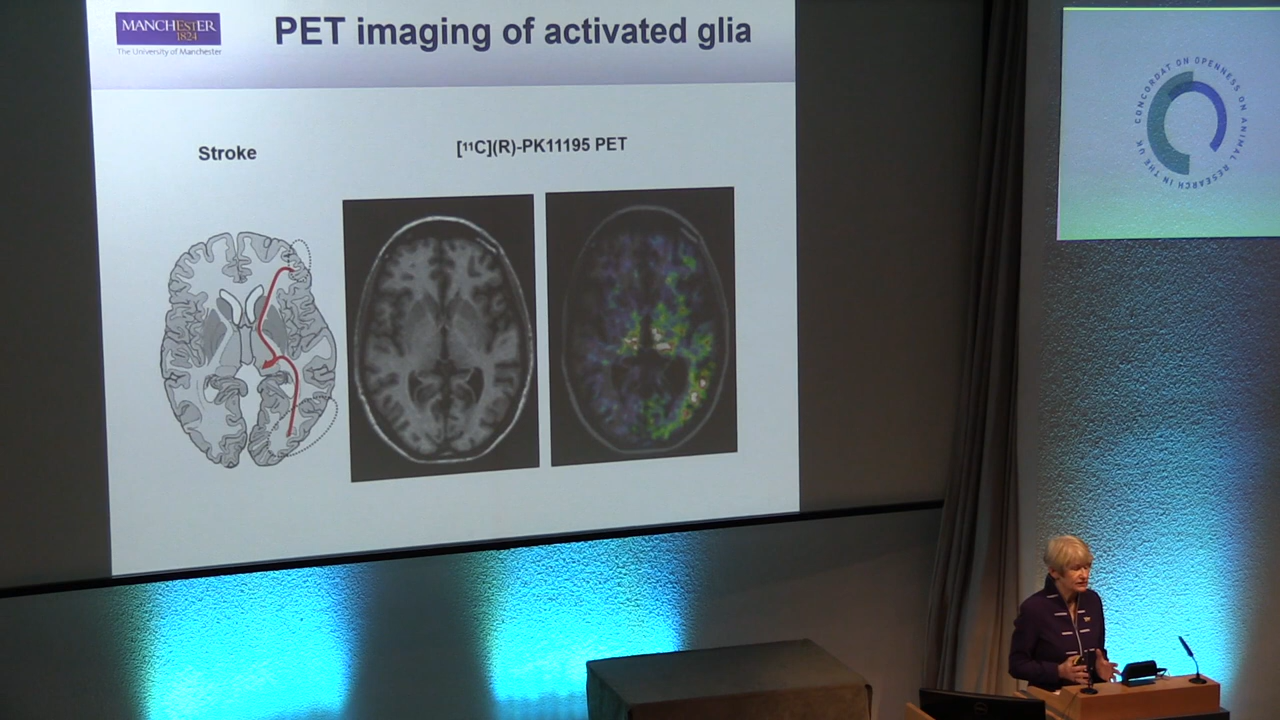 MANCHESTER
1824
The University of Manchester
PET imaging of activated glia
Stroke
[¹¹C](R)-PK11195 PET
CONCORDAT ON OPENNESS ON ANIMAL RESEARCH IN THE UK